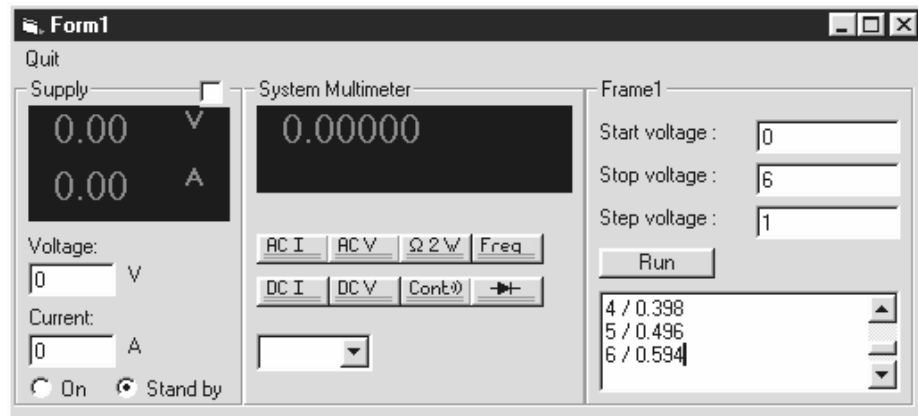 Form1
Quit
Supply
0.00 V
0.00 A
Voltage:
0 V
Current:
0 A
On Stand by
System Multimeter
0.00000
AC I AC V Ω 2 W Freq
DC I DC V Cont
Frame1
Start voltage : 0
Stop voltage : 6
Step voltage : 1
Run
4 / 0.398
5 / 0.496
6 / 0.594